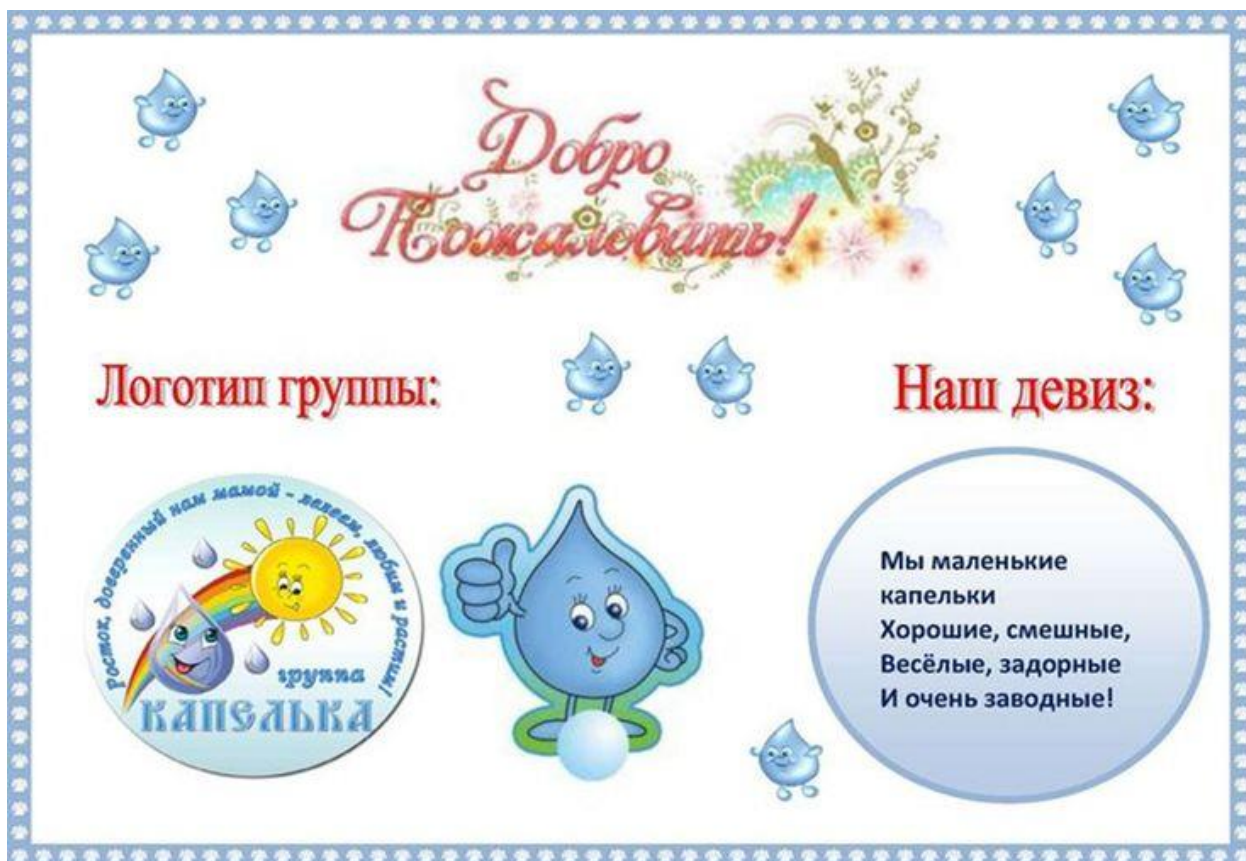 Добро
Пожаловать!
Логотип группы:
Наш девиз:
Росток, доверенный нам мамой - лелеем, любим и растим!
группа
КАПЕЛЬКА
Мы маленькие
капельки
Хорошие, смешные,
Весёлые, задорные
И очень заводные!